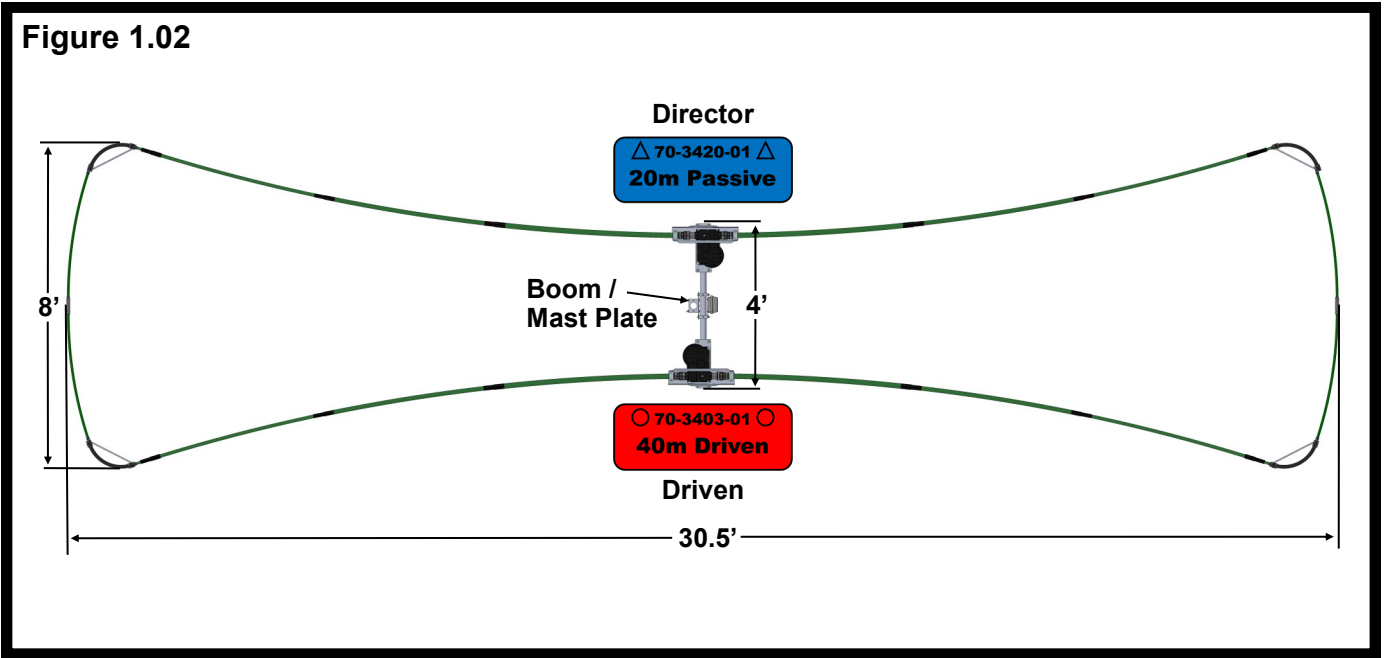 Figure 1.02
Director
△ 70-3420-01 △
20m Passive
Boom /
Mast Plate
8’
4’
○ 70-3403-01 ○
40m Driven
Driven
30.5’